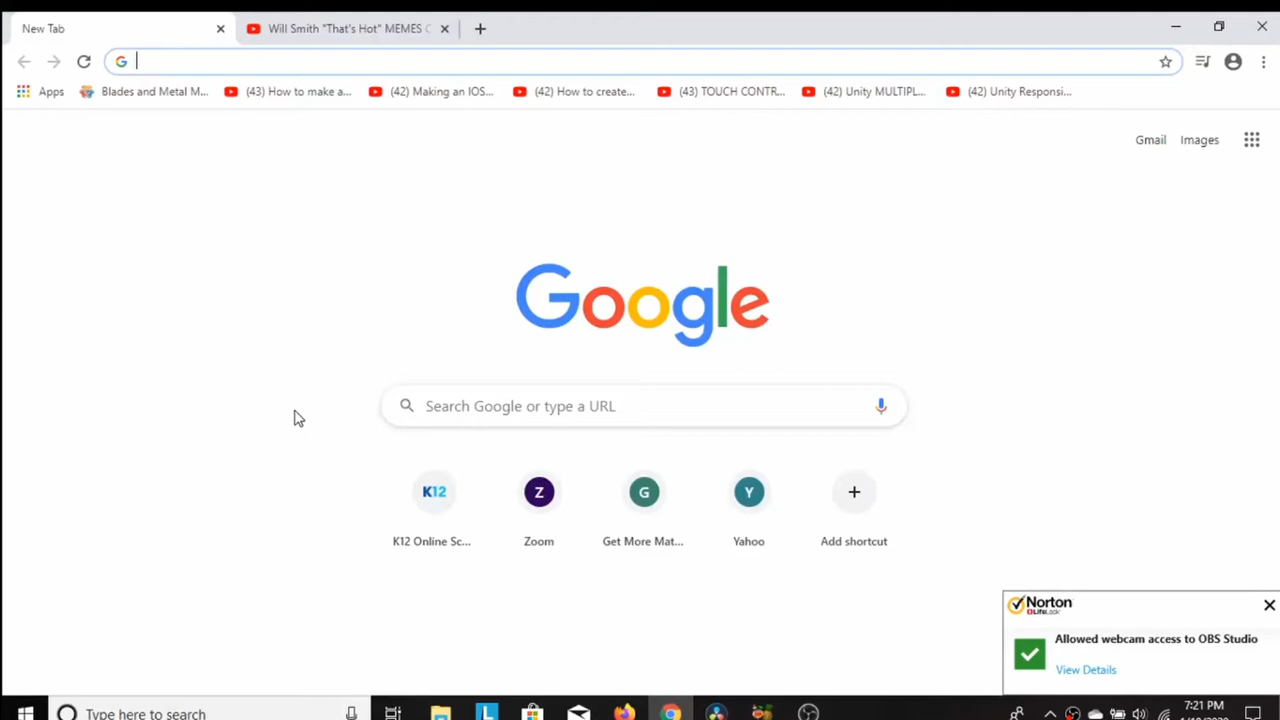 New Tab
Will Smith "That's Hot" MEMES
Apps
Blades and Metal M...
(43) How to make a...
(42) Making an IOS...
(42) How to create...
(43) TOUCH CONTR...
(42) Unity MULTIPL...
(42) Unity Responsi...
Gmail Images
Google
Search Google or type a URL
K12
Z
G
Y
K12 Online Sc...
Zoom
Get More Mat...
Yahoo
Add shortcut
Norton
LifeLock
Allowed webcam access to OBS Studio
View Details
Type here to search
L
7:21 PM